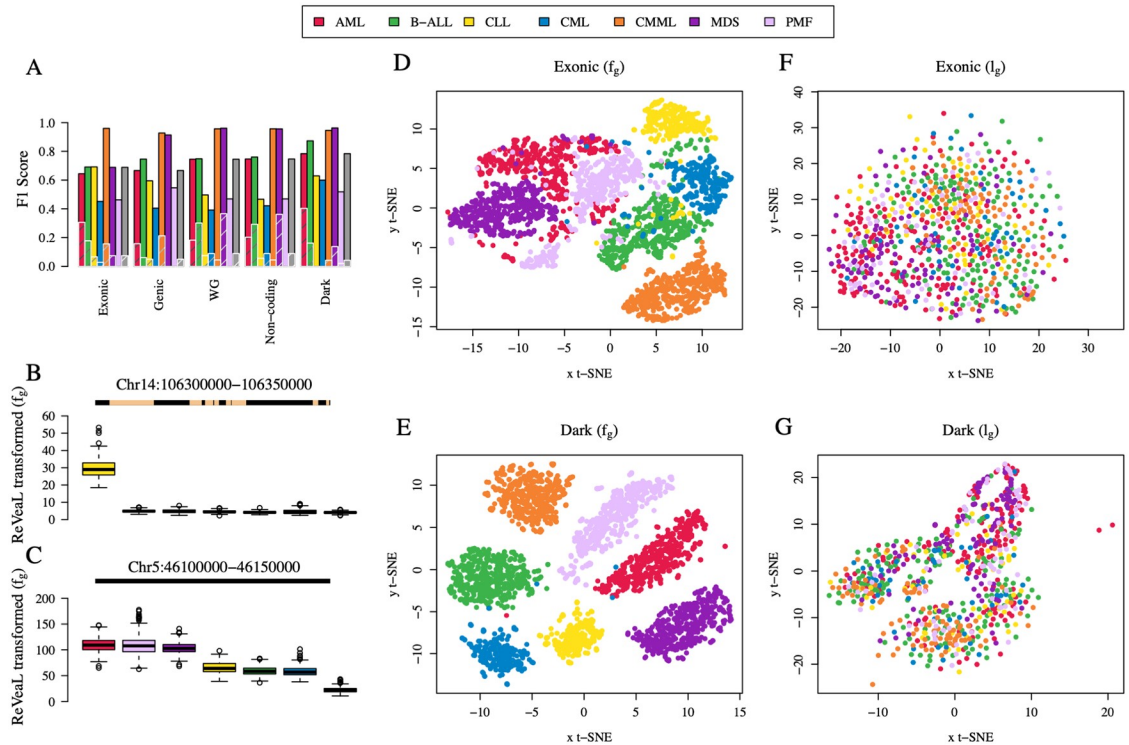 AML B-ALL CLL CML CMML MDS PMF
A
F1 Score
1.0
0.8
0.6
0.4
0.2
0.0
Exonic Genic WG Non-coding Dark
B
Chr14:106300000-106350000
ReVeaL transformed (fg)
60
50
40
30
20
10
0
C
Chr5:46100000-46150000
ReVeaL transformed (fg)
200
150
100
50
0
D
Exonic (fg)
y t-SNE
10
5
0
-5
-10
-15
-15 -10 -5 0 5 10
x t-SNE
E
Dark (fg)
y t-SNE
10
5
0
-5
-10
-10 -5 0 5 10 15
x t-SNE
F
Exonic (lg)
y t-SNE
40
30
20
10
0
-10
-20
-20 -10 0 10 20 30
x t-SNE
G
Dark (lg)
y t-SNE
20
10
0
-10
-20
-10 0 10 20
x t-SNE